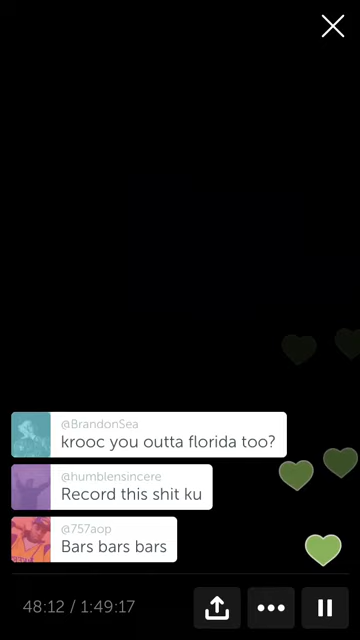 @BrandonSea
krooc you outta florida too?
@humblensincere
Record this shit ku
@757aop
Bars bars bars
48:12 / 1:49:17